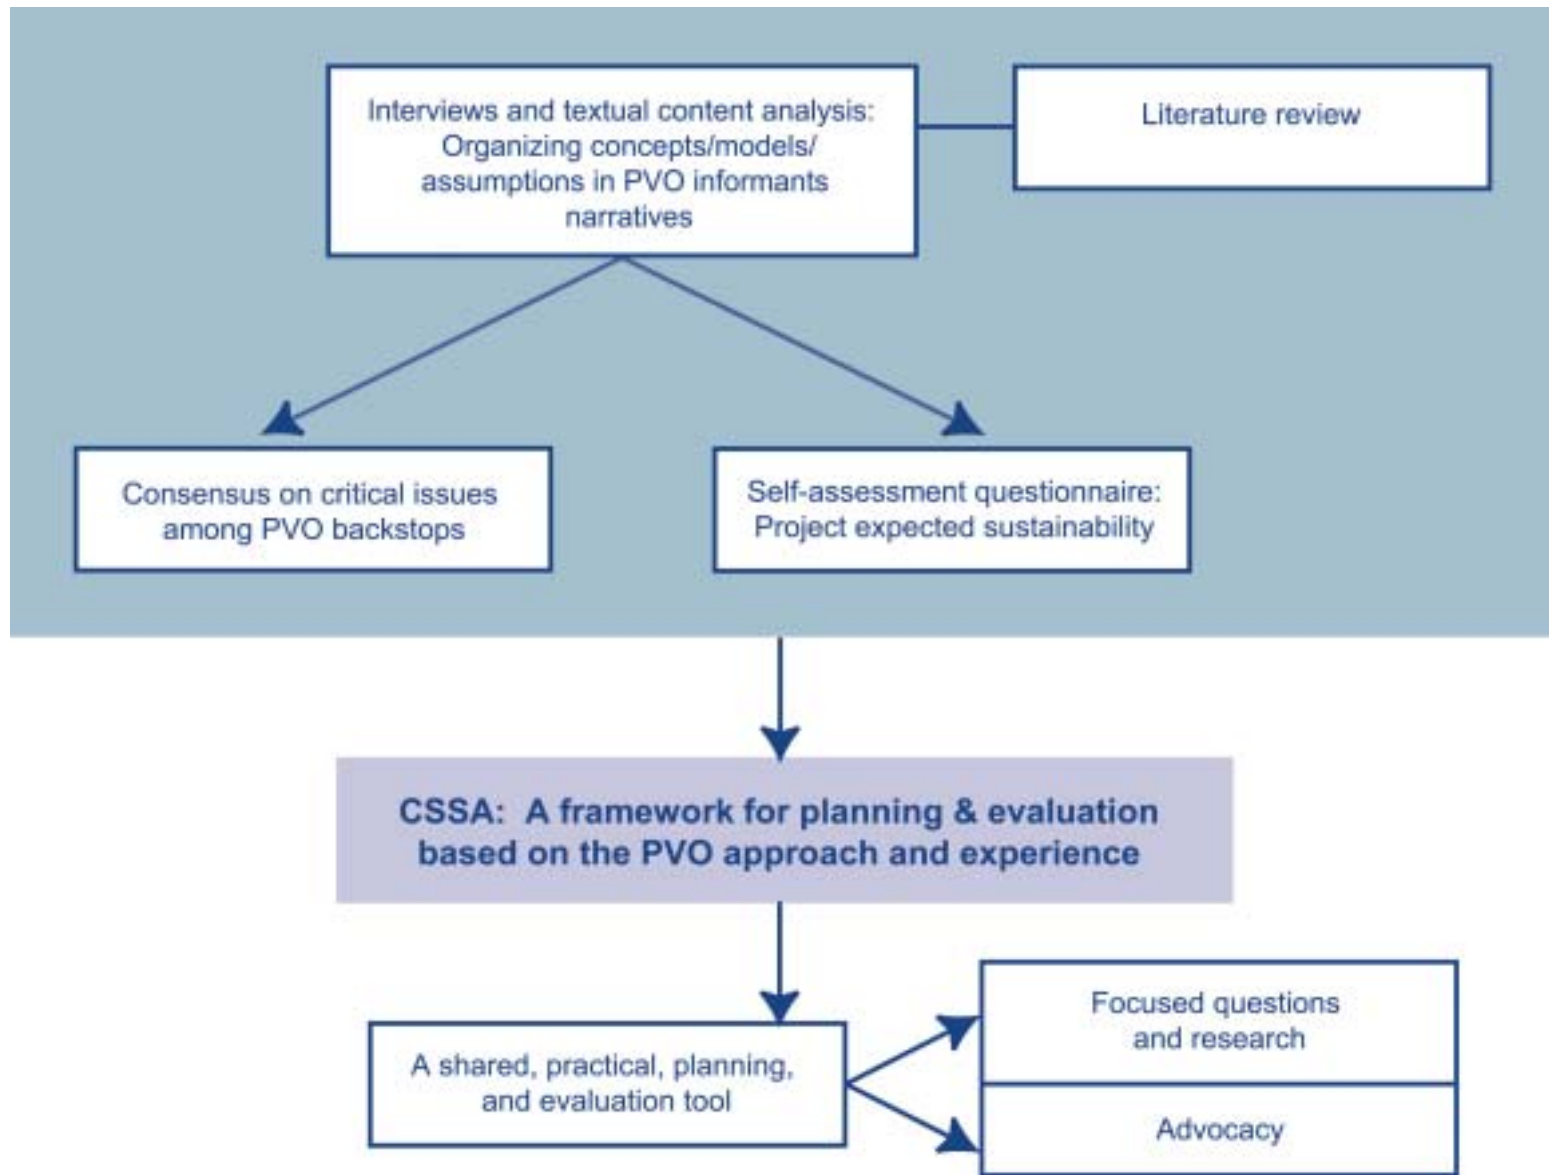 Interviews and textual content analysis:
Organizing concepts/models/
assumptions in PVO informants
narratives
Literature review
Consensus on critical issues
among PVO backstops
Self-assessment questionnaire:
Project expected sustainability
CSSA:  A framework for planning & evaluation
based on the PVO approach and experience
A shared, practical, planning,
and evaluation tool
Focused questions
and research
Advocacy